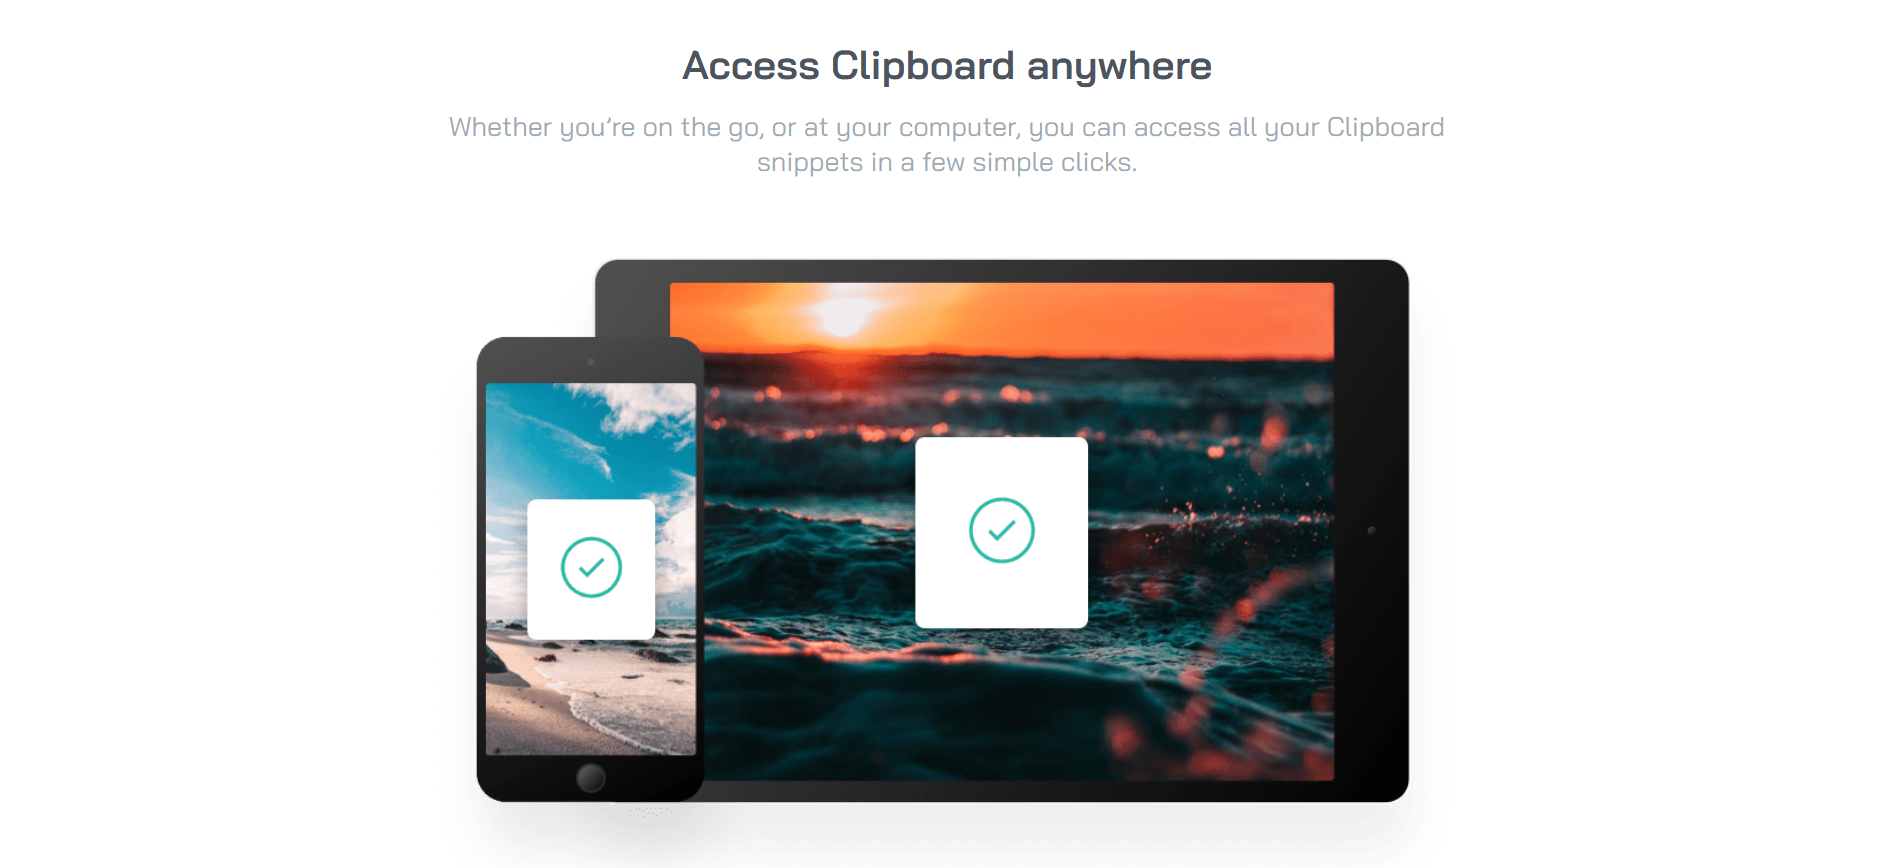 Access Clipboard anywhere
Whether you’re on the go, or at your computer, you can access all your Clipboard
snippets in a few simple clicks.